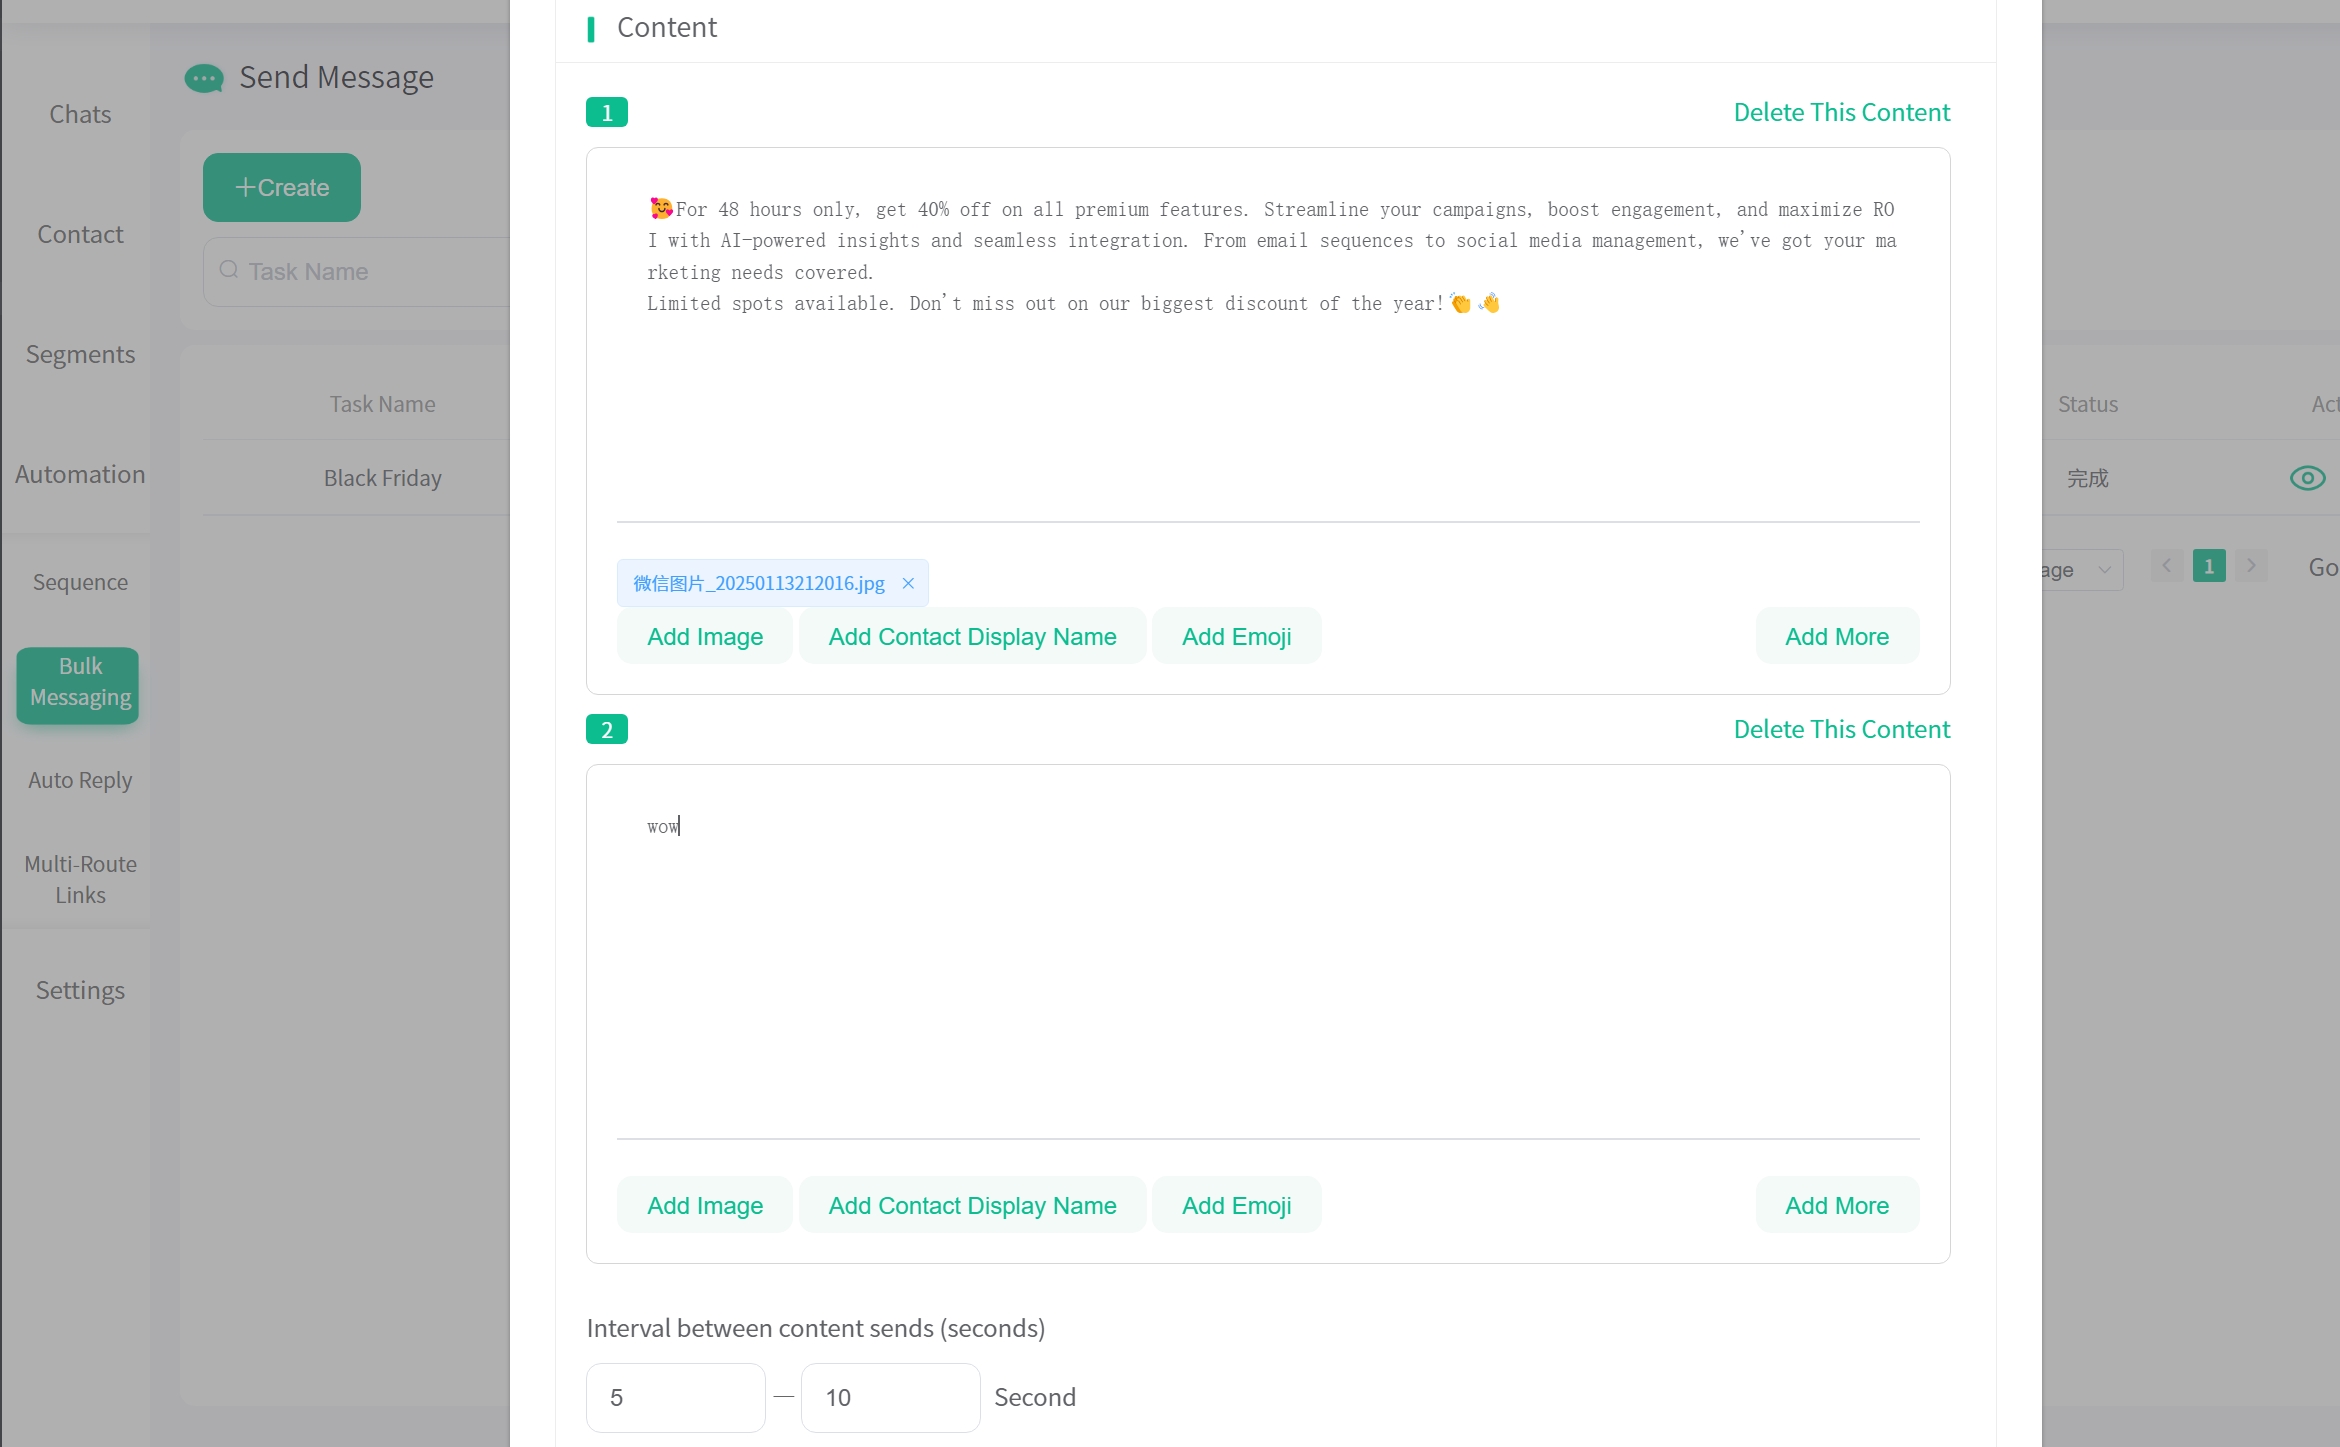 Content
Send Message
Chats
1
Delete This Content
+Create
Contact
🥰For 48 hours only, get 40% off on all premium features. Streamline your campaigns, boost engagement, and maximize RO
I with AI-powered insights and seamless integration. From email sequences to social media management, we've got your ma
rketing needs covered.
Limited spots available. Don't miss out on our biggest discount of the year!👏👋
Task Name
Segments
Task Name
Status
Act
Automation
Black Friday
完成
age
1
Go
Sequence
微信图片_20250113212016.jpg ×
Add Image
Add Contact Display Name
Add Emoji
Add More
Bulk
Messaging
2
Delete This Content
Auto Reply
wow
Multi-Route
Links
Settings
Add Image
Add Contact Display Name
Add Emoji
Add More
Interval between content sends (seconds)
5 — 10 Second